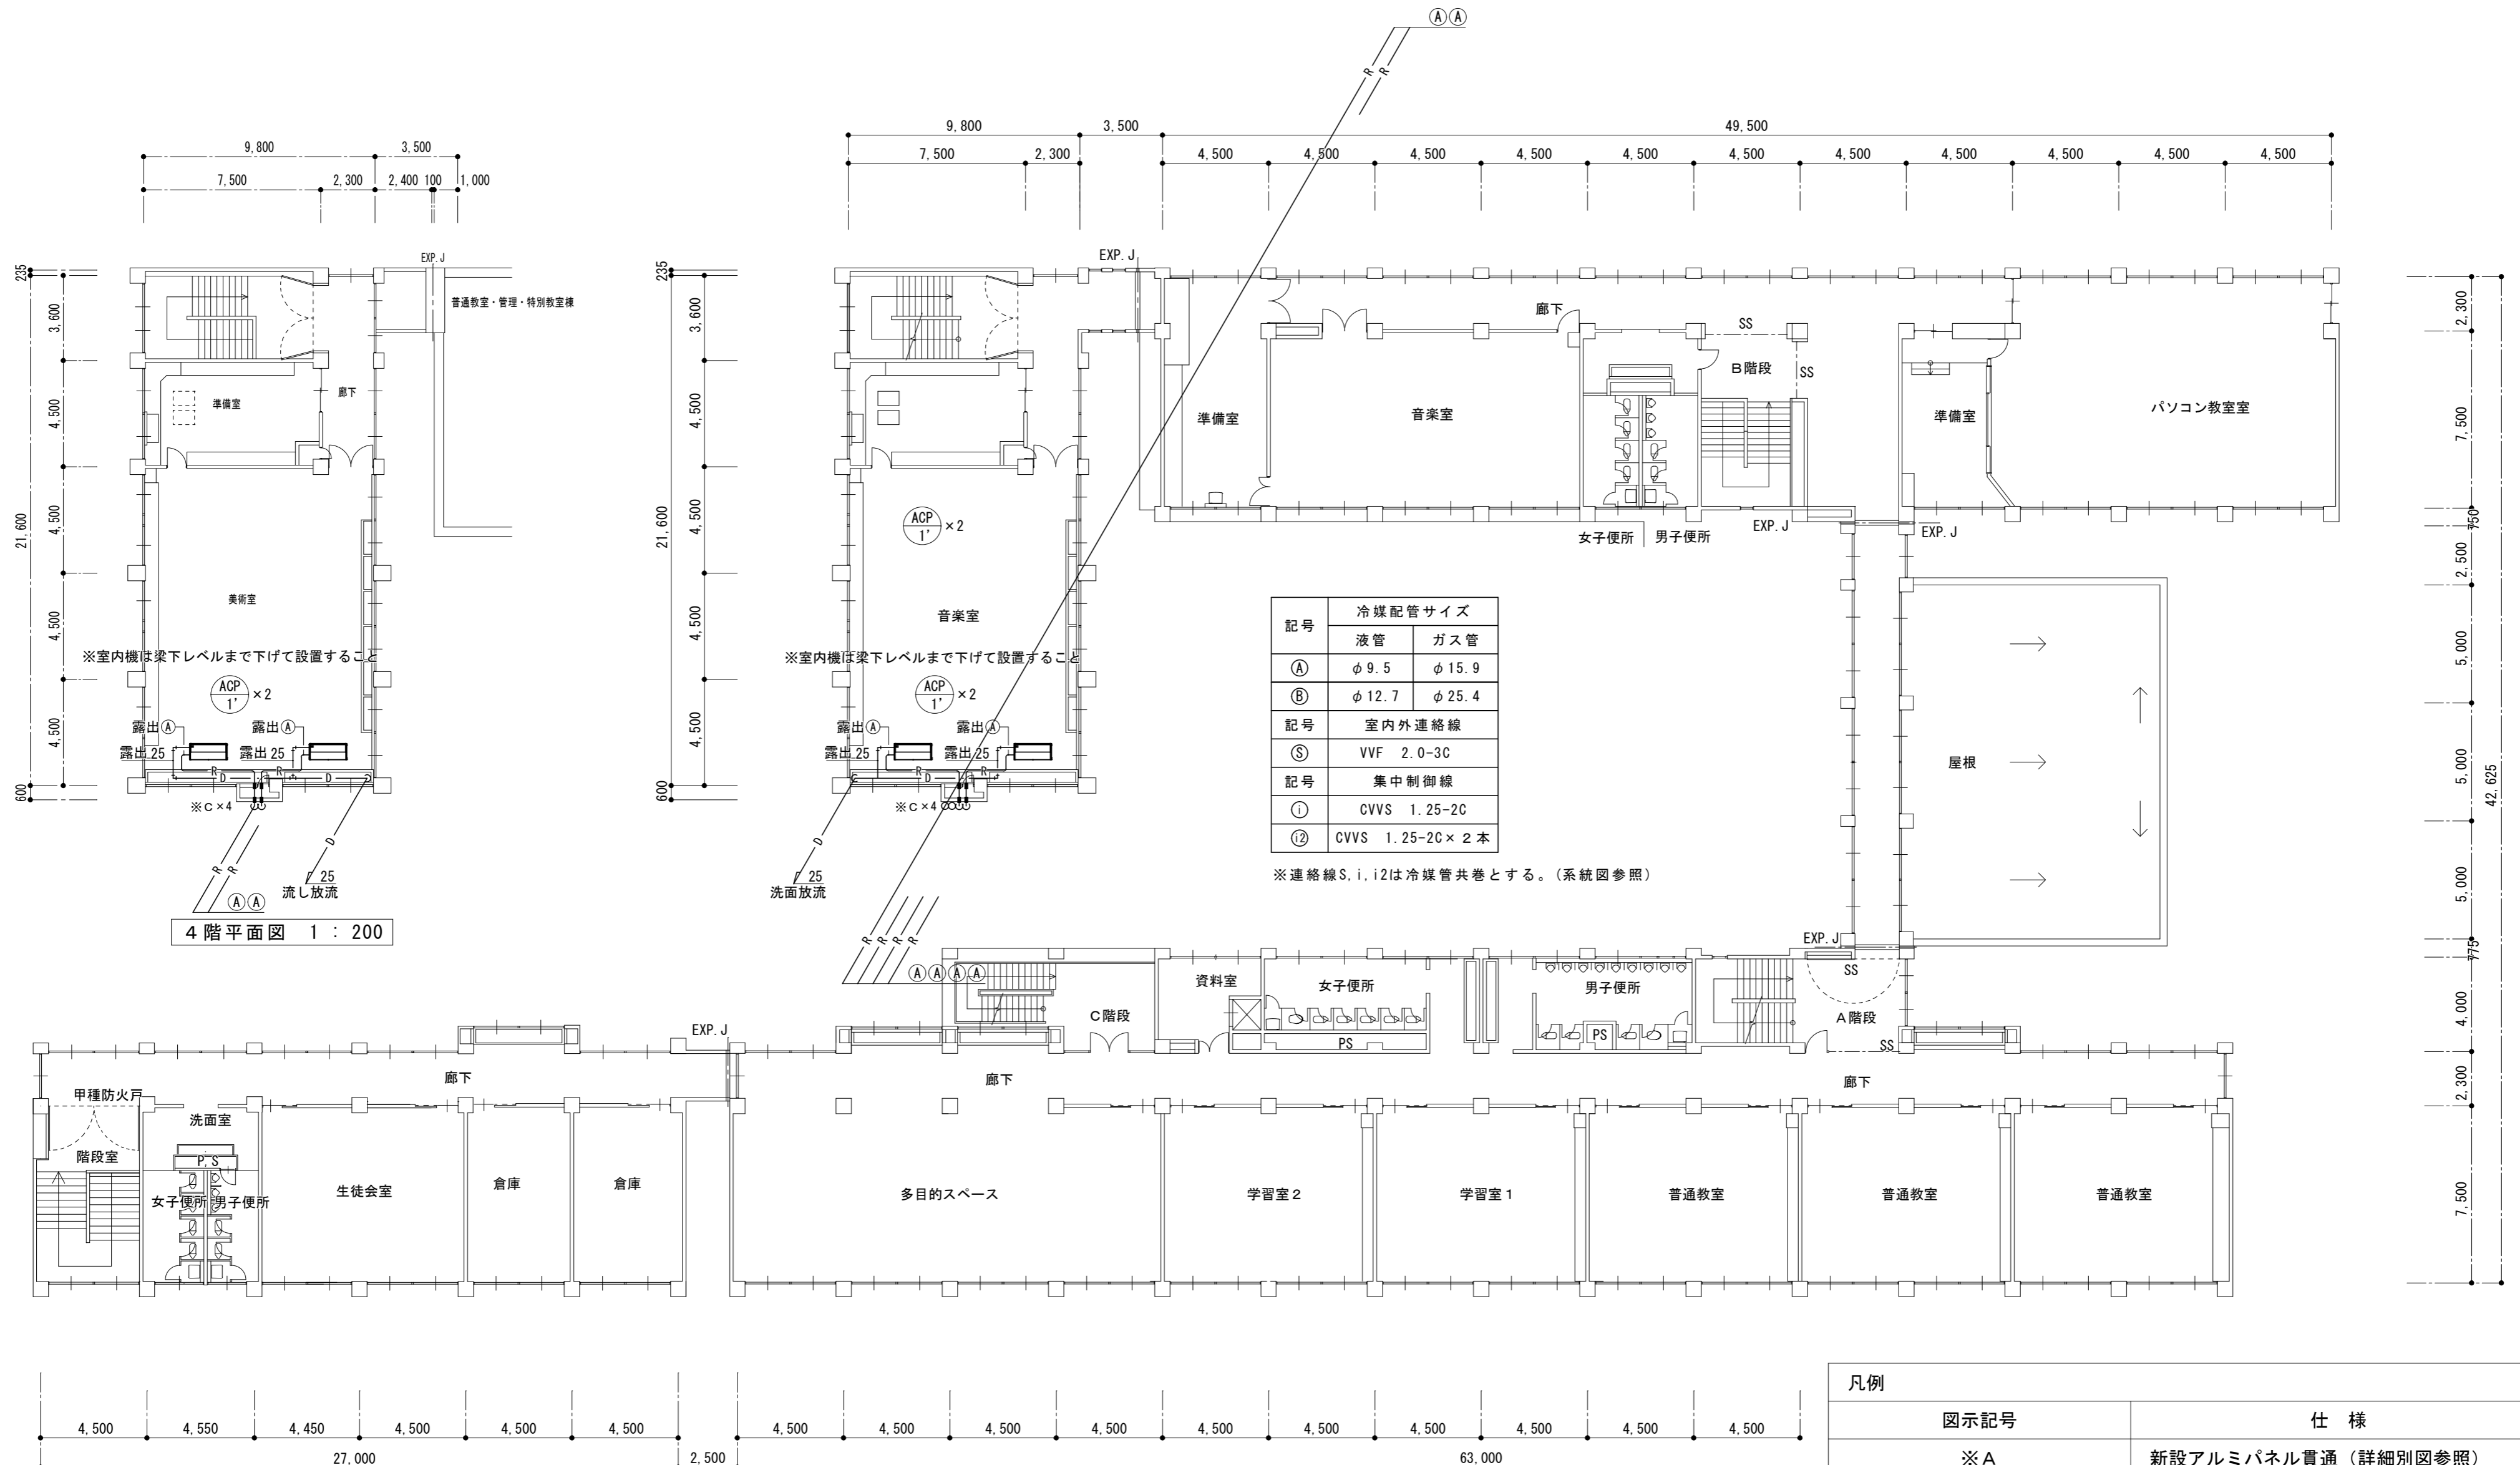 ⒶⒶ
R
R
9,800
3,500
49,500
9,800
3,500
7,500
2,300
4,500
4,500
4,500
4,500
4,500
4,500
4,500
4,500
4,500
4,500
4,500
7,500
2,300
2,400
100
1,000
EXP.J
EXP.J
235
235
普通教室・管理・特別教室棟
3,600
3,600
廊下
SS
2,300
B階段
SS
準備室
廊下
4,500
4,500
準備室
音楽室
準備室
パソコン教室室
7,500
21,600
4,500
21,600
4,500
ACP
1'
×2
女子便所
男子便所
EXP.J
EXP.J
750
2,500
美術室
4,500
音楽室
4,500
※室内機は梁下レベルまで下げて設置すること
※室内機は梁下レベルまで下げて設置すること
ACP
1'
×2
ACP
1'
×2
4,500
4,500
露出Ⓐ
露出Ⓐ
露出25
露出25
R
D
R
D
露出Ⓐ
露出Ⓐ
露出25
露出25
R
D
R
D
600
600
※C×4
※C×4
R
R
D
25
流し放流
ⒶⒶ
D
25
洗面放流
4階平面図 1 : 200
R
R
R
R
ⒶⒶⒶⒶ
記号 冷媒配管サイズ
液管 ガス管
Ⓐ φ9.5 φ15.9
Ⓑ φ12.7 φ25.4
記号 室内外連絡線
Ⓢ VVF 2.0-3C
記号 集中制御線
ⓘ CVVS 1.25-2C
(i2) CVVS 1.25-2C×2本
※連絡線S,i,i2は冷媒管共巻とする。(系統図参照)
屋根
5,000
5,000
5,000
42,625
775
4,000
2,300
7,500
EXP.J
SS
資料室
女子便所
男子便所
C階段
PS
PS
A階段
SS
EXP.J
廊下
廊下
廊下
甲種防火戸
洗面室
階段室
P.S
女子便所
男子便所
生徒会室
倉庫
倉庫
多目的スペース
学習室2
学習室1
普通教室
普通教室
普通教室
4,500
4,550
4,450
4,500
4,500
4,500
4,500
4,500
4,500
4,500
4,500
4,500
4,500
4,500
4,500
4,500
27,000
2,500
63,000
凡例
図示記号 仕 様
※A 新設アルミパネル貫通(詳細別図参照)